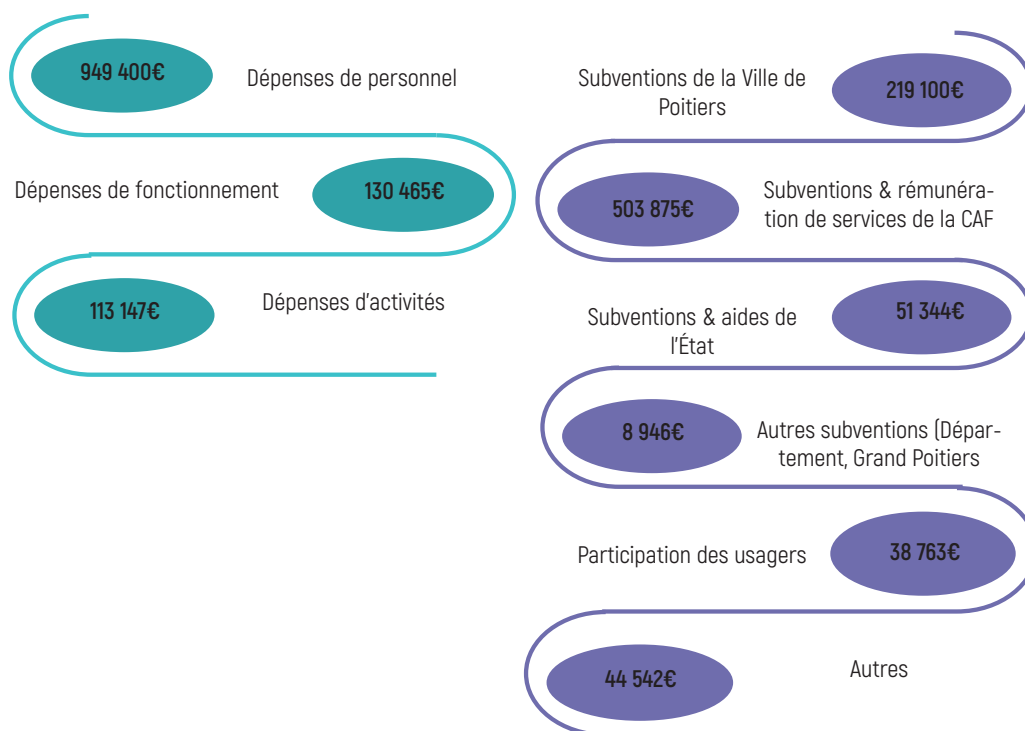 949 400€
Dépenses de personnel
Dépenses de fonctionnement
130 465€
113 147€
Dépenses d'activités
Subventions de la Ville de
Poitiers
219 100€
503 875€
Subventions & rémunéra-
tion de services de la CAF
Subventions & aides de
l'État
51 344€
8 946€
Autres subventions (Dépar-
tement, Grand Poitiers
Participation des usagers
38 763€
44 542€
Autres